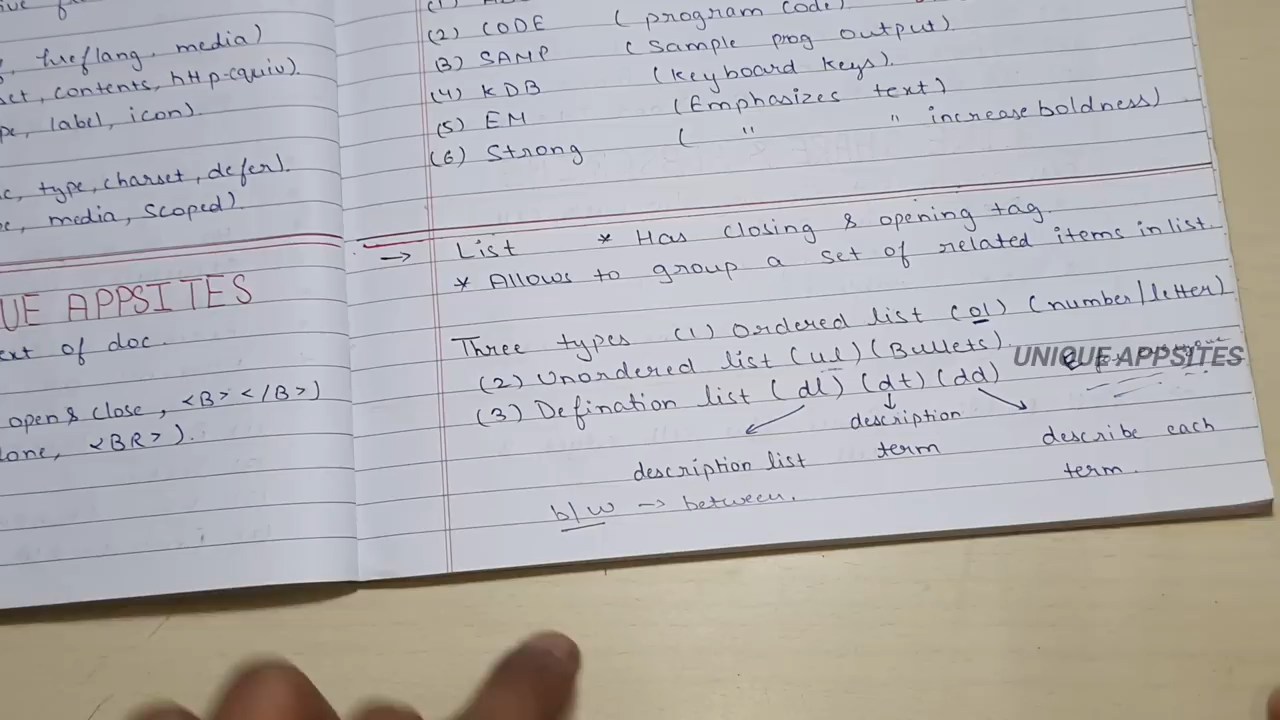 hreflang, media)
contents, http-equiv).
label, icon).
type, charset, defer).
media, scoped).
UE APPSITES
of doc.
open & close, <B> </B>)
<BR>).
(2) CODE (program code)
(3) SAMP (Sample prog output).
(4) KDB (Keyboard keys).
(5) EM (Emphasizes text)
(6) Strong ( " " increase boldness)
→ List * Has closing & opening tag.
* Allows to group a set of related items in list.
Three types (1) Ordered list (ol) (number/letter)
(2) Unordered list (ul) (Bullets).
(3) Defination list (dl) (dt) (dd)
description list
description
term
describe each
term.
b/w → between.
UNIQUE APPSITES